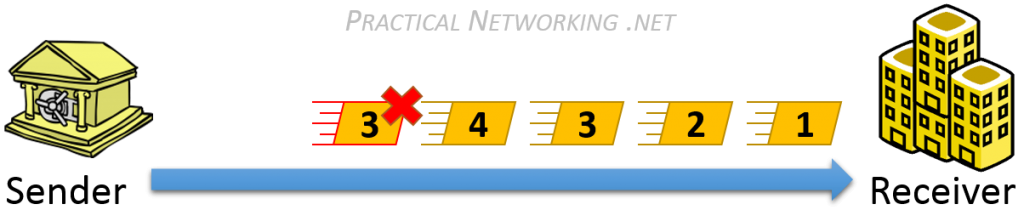 PRACTICAL NETWORKING .NET
3 4 3 2 1
Sender Receiver